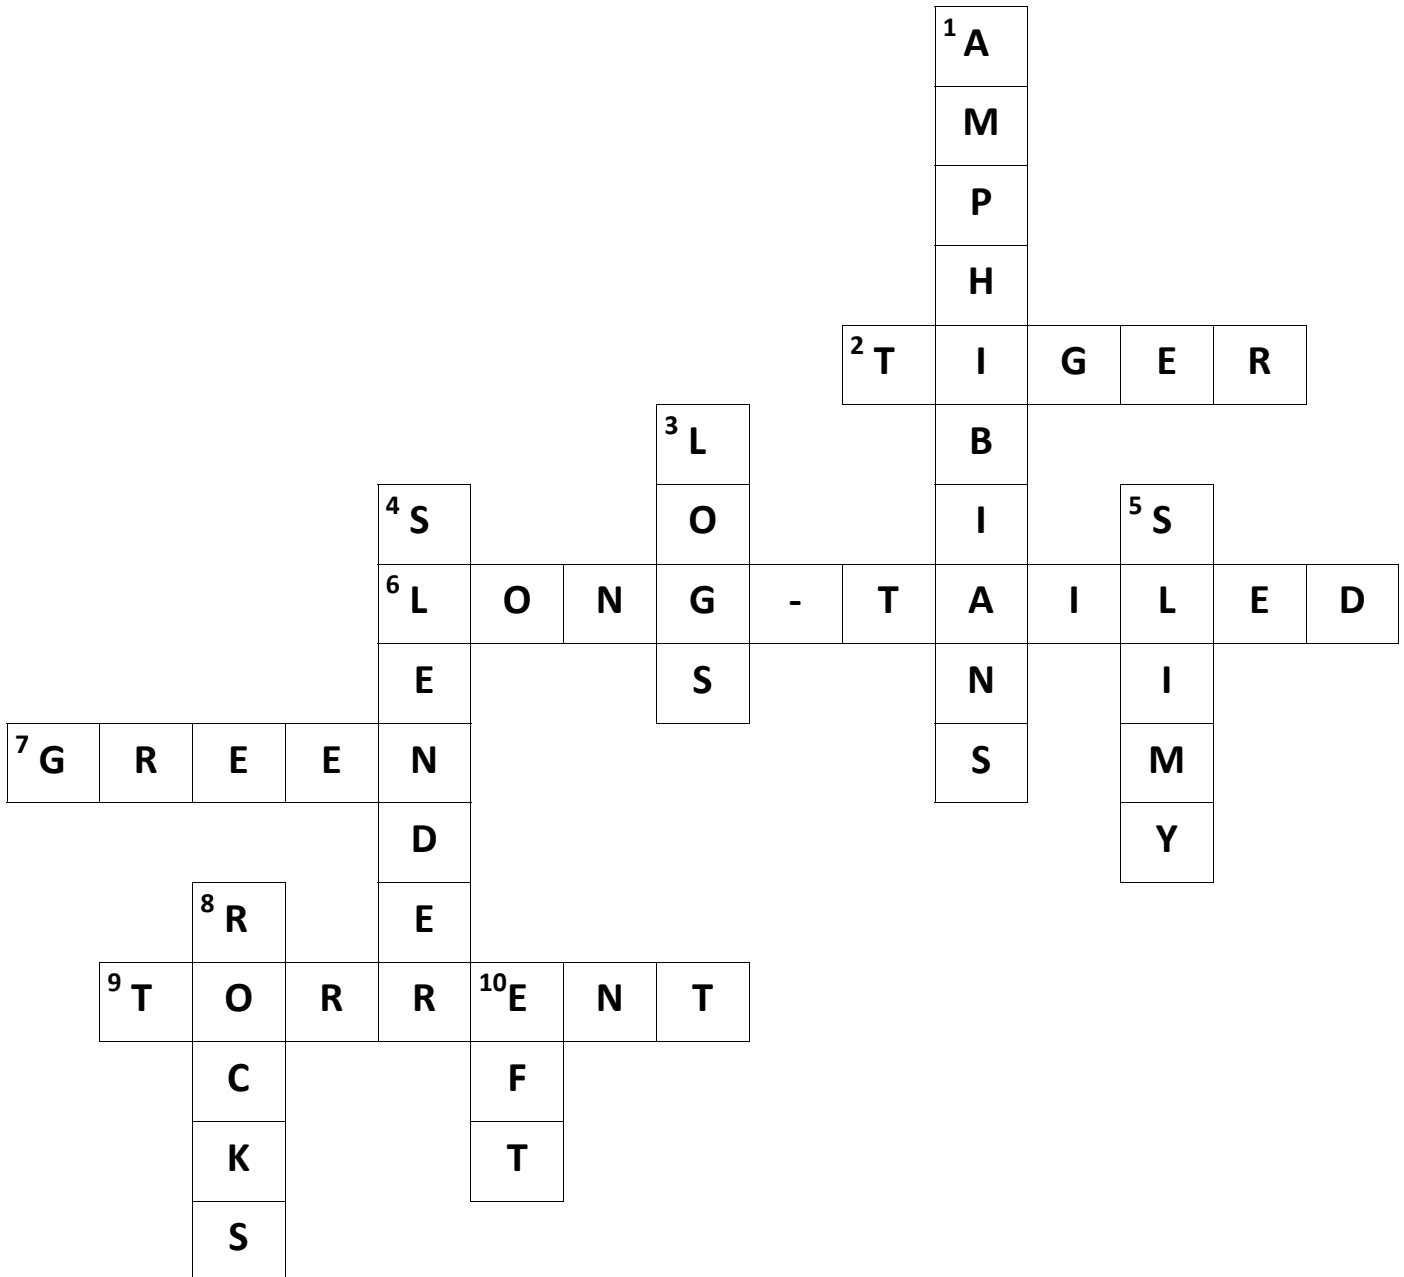 1 A
M
P
H
2 T I G E R
3 L B
4 S O I 5 S
6 L O N G - T A I L E D
E S N I
7 G R E E N S M
D Y
8 R E
9 T O R R 10 E N T
C F
K T
S